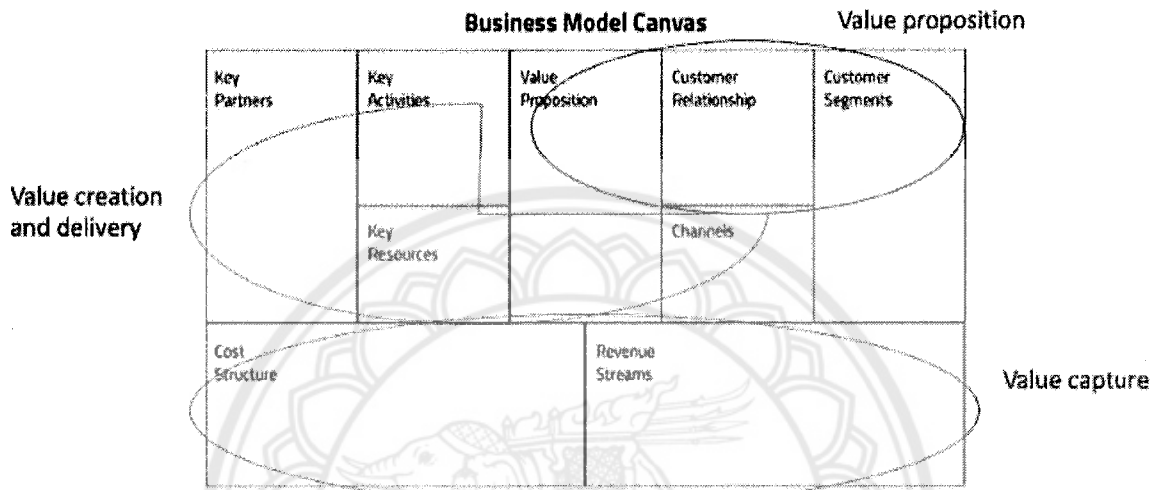 Business Model Canvas
Value proposition
Key
Partners
Key
Activities
Value
Proposition
Customer
Relationship
Customer
Segments
Value creation
and delivery
Key
Resources
Channels
Cost
Structure
Revenue
Streams
Value capture